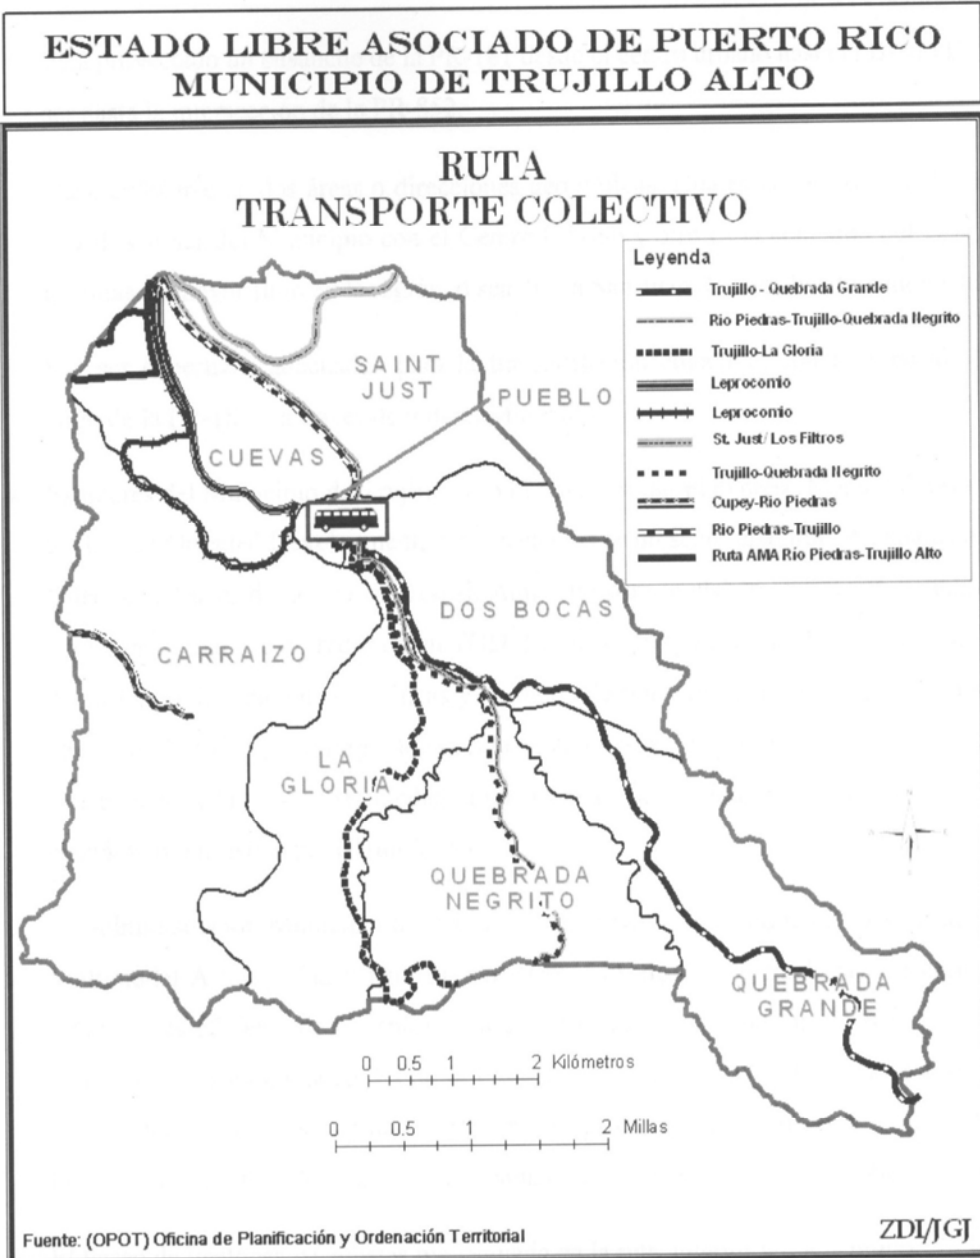 ESTADO LIBRE ASOCIADO DE PUERTO RICO
MUNICIPIO DE TRUJILLO ALTO
RUTA
TRANSPORTE COLECTIVO
Leyenda
Trujillo - Quebrada Grande
Rio Piedras-Trujillo-Quebrada Negrito
Trujillo-La Gloria
Leprocomio
Leprocomio
St. Just/ Los Filtros
Trujillo-Quebrada Negrito
Cupey-Rio Piedras
Rio Piedras-Trujillo
Ruta AMA Rio Piedras-Trujillo Alto
SAINT
JUST
PUEBLO
CUEVAS
DOS BOCAS
CARRAIZO
LA
GLORIA
QUEBRADA
NEGRITO
QUEBRADA
GRANDE
0 0.5 1 2 Kilómetros
0 0.5 1 2 Millas
Fuente: (OPOT) Oficina de Planificación y Ordenación Territorial
ZDI/JGJ